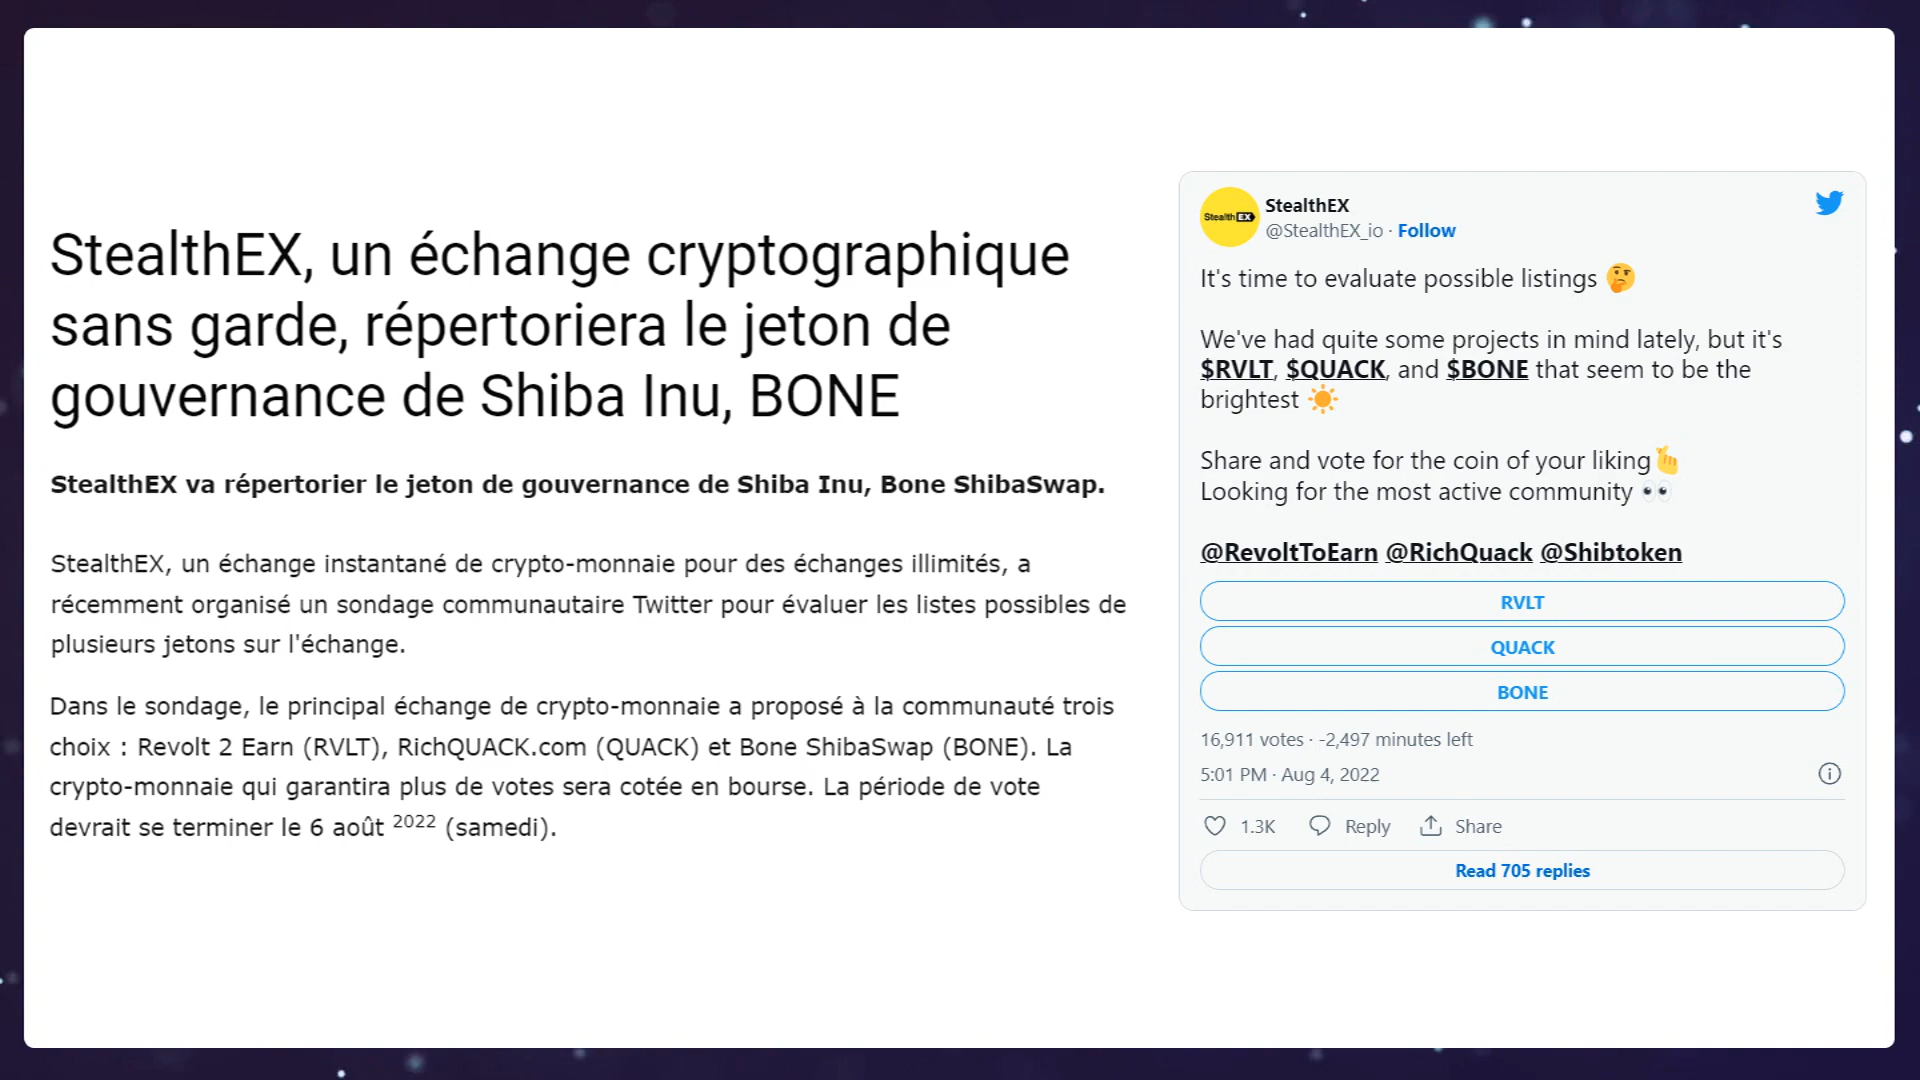 StealthEX, un échange cryptographique
sans garde, répertoriera le jeton de
gouvernance de Shiba Inu, BONE
StealthEX va répertorier le jeton de gouvernance de Shiba Inu, Bone ShibaSwap.
StealthEX, un échange instantané de crypto-monnaie pour des échanges illimités, a
récemment organisé un sondage communautaire Twitter pour évaluer les listes possibles de
plusieurs jetons sur l'échange.
Dans le sondage, le principal échange de crypto-monnaie a proposé à la communauté trois
choix : Revolt 2 Earn (RVLT), RichQUACK.com (QUACK) et Bone ShibaSwap (BONE). La
crypto-monnaie qui garantira plus de votes sera cotée en bourse. La période de vote
devrait se terminer le 6 août 2022 (samedi).
StealthEX
StealthEX
@StealthEX_io · Follow
It's time to evaluate possible listings 🤔
We've had quite some projects in mind lately, but it's
$RVLT, $QUACK, and $BONE that seem to be the
brightest ☀️
Share and vote for the coin of your liking👆
Looking for the most active community 👀
@RevoltToEarn @RichQuack @Shibtoken
RVLT
QUACK
BONE
16,911 votes · -2,497 minutes left
5:01 PM · Aug 4, 2022
1.3K Reply Share
Read 705 replies